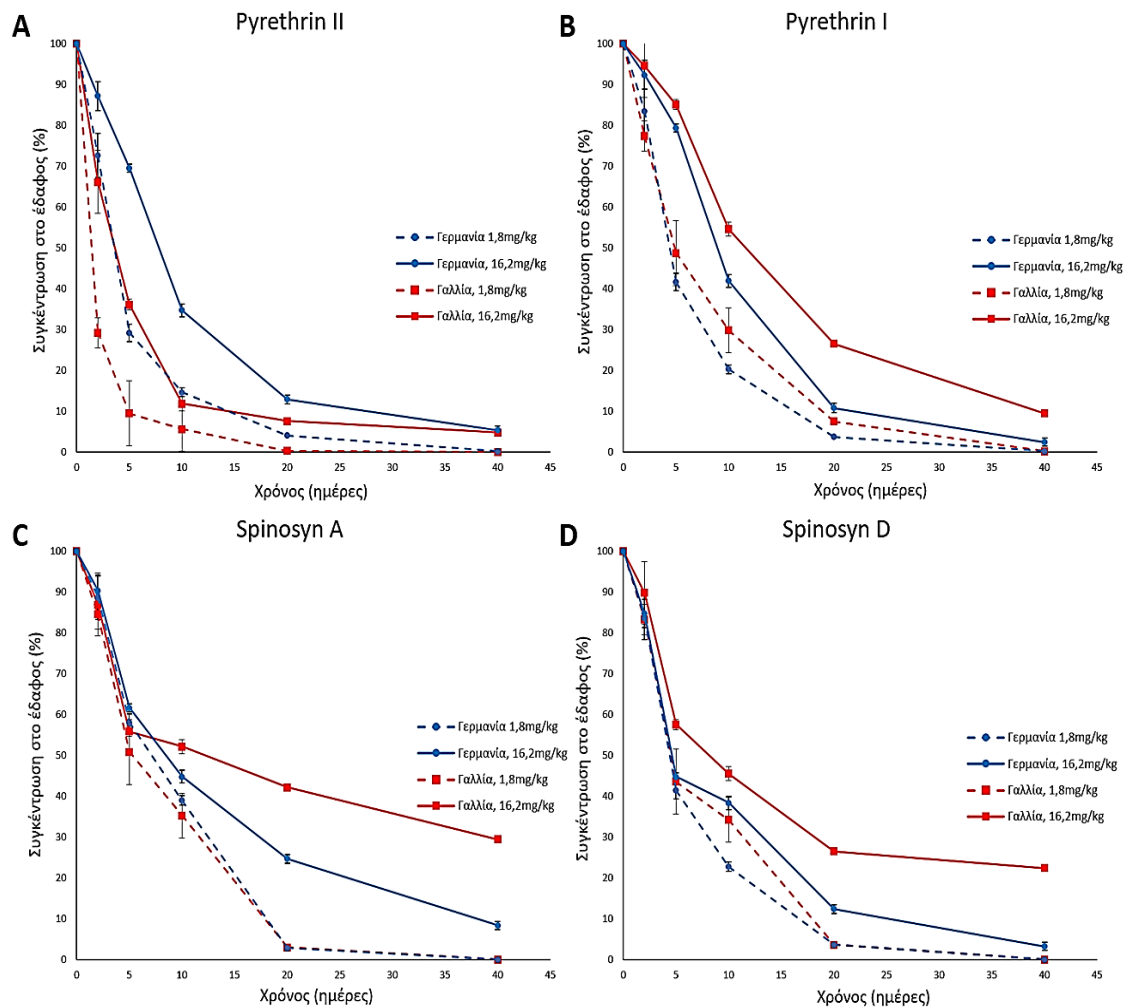 A
Pyrethrin II
Συγκέντρωση στο έδαφος (%)
100
90
80
70
60
50
40
30
20
10
0
0 5 10 15 20 25 30 35 40 45
Χρόνος (ημέρες)
Γερμανία 1,8mg/kg
Γερμανία, 16,2mg/kg
Γαλλία, 1,8mg/kg
Γαλλία, 16,2mg/kg
B
Pyrethrin I
Συγκέντρωση στο έδαφος (%)
100
90
80
70
60
50
40
30
20
10
0
0 5 10 15 20 25 30 35 40 45
Χρόνος (ημέρες)
Γερμανία 1,8mg/kg
Γερμανία, 16,2mg/kg
Γαλλία, 1,8mg/kg
Γαλλία, 16,2mg/kg
C
Spinosyn A
Συγκέντρωση στο έδαφος (%)
100
90
80
70
60
50
40
30
20
10
0
0 5 10 15 20 25 30 35 40 45
Χρόνος (ημέρες)
Γερμανία 1,8mg/kg
Γερμανία, 16,2mg/kg
Γαλλία, 1,8mg/kg
Γαλλία, 16,2mg/kg
D
Spinosyn D
Συγκέντρωση στο έδαφος (%)
100
90
80
70
60
50
40
30
20
10
0
0 5 10 15 20 25 30 35 40 45
Χρόνος (ημέρες)
Γερμανία 1,8mg/kg
Γερμανία, 16,2mg/kg
Γαλλία, 1,8mg/kg
Γαλλία, 16,2mg/kg